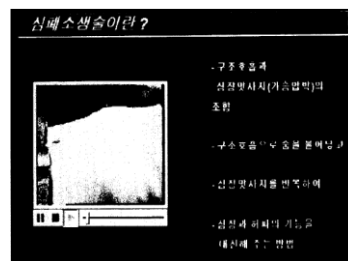 심폐소생술이란?
- 구조호흡과
심장맛사지(가슴압박)의
조합
- 구조호흡으로 숨을 불어넣고
- 심장맛사지를 반복하여
- 심장과 허파의 기능을
대신해 주는 방법